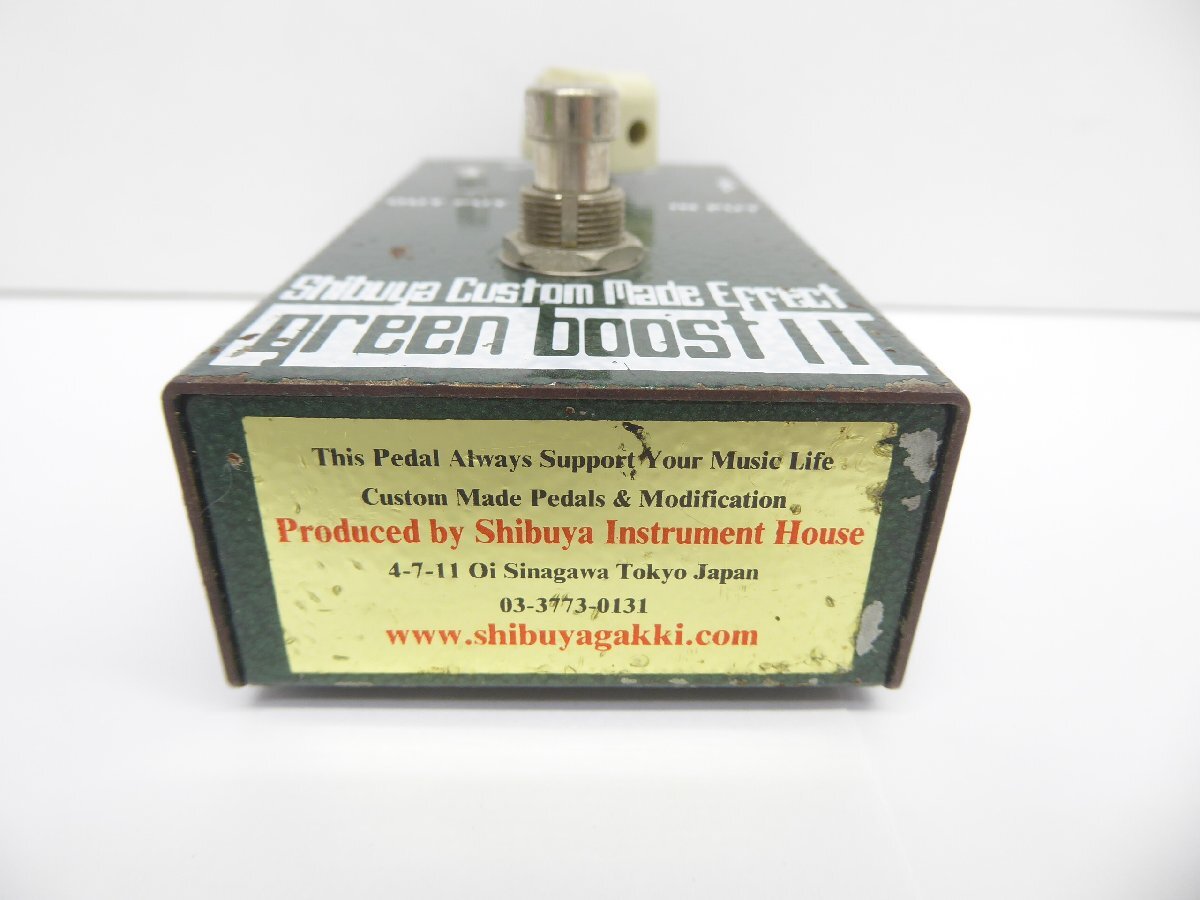 OUT PUT IN PUT
Shibuya Custom Made Effect
green boost III
This Pedal Always Support Your Music Life
Custom Made Pedals & Modification
Produced by Shibuya Instrument House
4-7-11 Oi Sinagawa Tokyo Japan
03-3773-0131
www.shibuyagakki.com